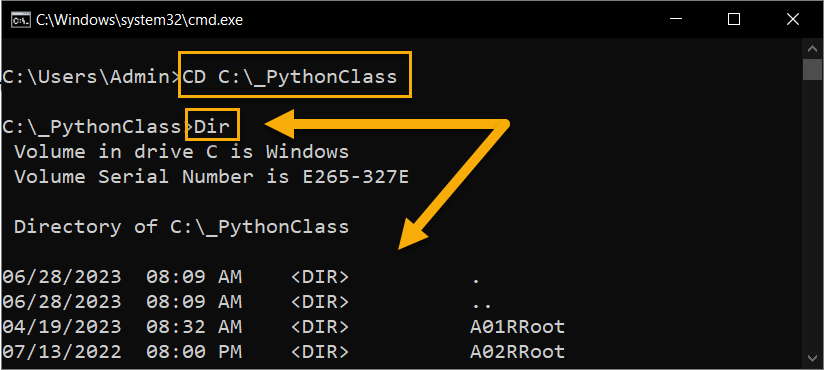 C:\Windows\system32\cmd.exe
C:\Users\Admin>CD C:\_PythonClass
C:\_PythonClass>Dir
Volume in drive C is Windows
Volume Serial Number is E265-327E
Directory of C:\_PythonClass
06/28/2023  08:09 AM    <DIR>          .
06/28/2023  08:09 AM    <DIR>          ..
04/19/2023  08:32 AM    <DIR>          A01RRoot
07/13/2022  08:00 PM    <DIR>          A02RRoot